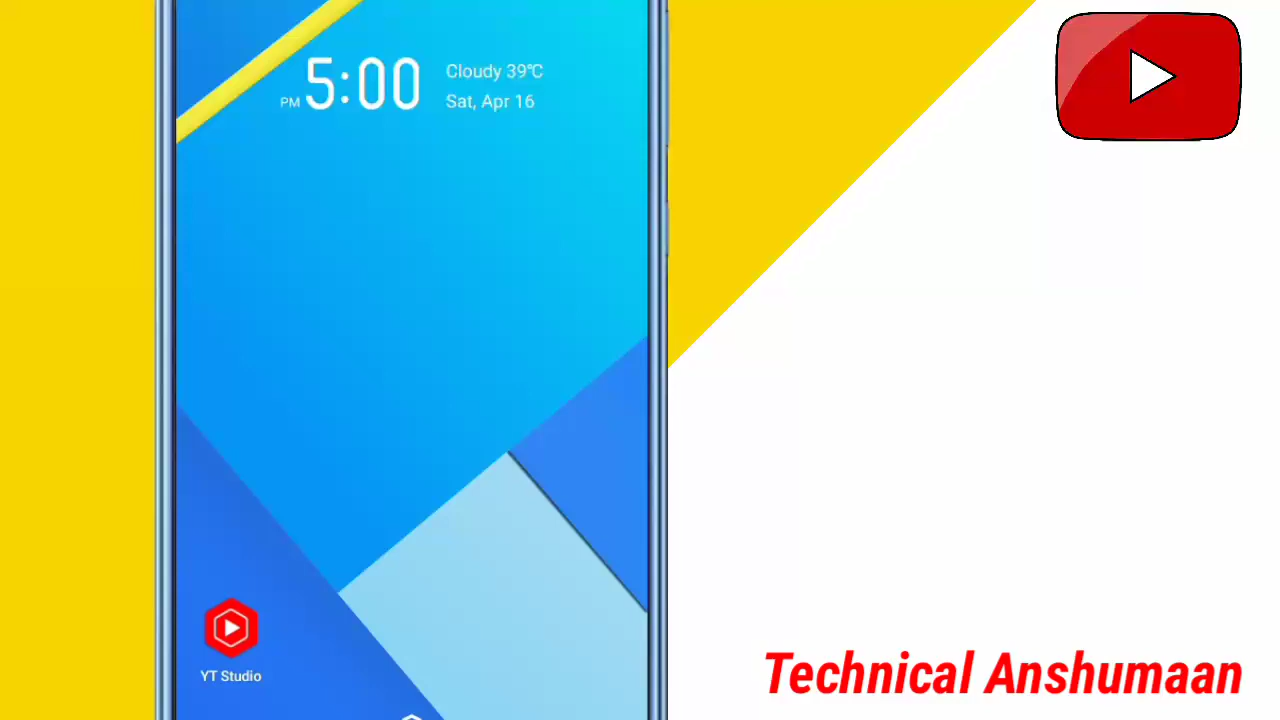 PM 5:00
Cloudy 39℃
Sat, Apr 16
YT Studio
Technical Anshumaan